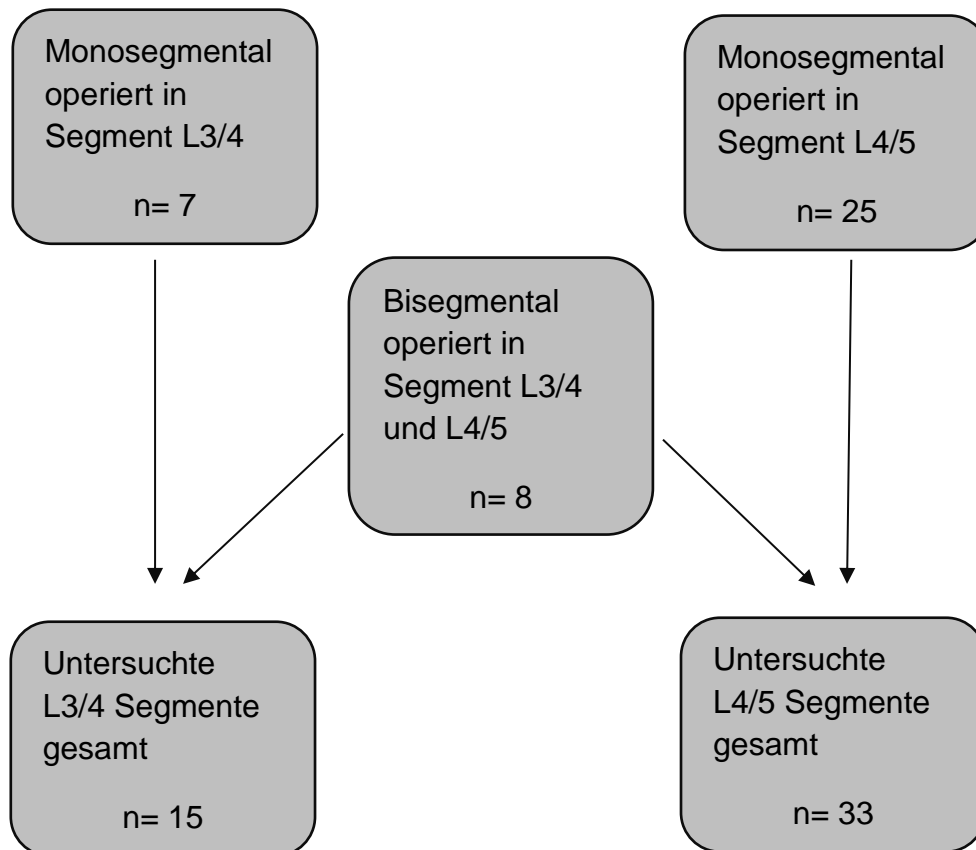 Monosegmental
operiert in
Segment L3/4
n= 7
Monosegmental
operiert in
Segment L4/5
n= 25
Bisegmental
operiert in
Segment L3/4
und L4/5
n= 8
Untersuchte
L3/4 Segmente
gesamt
n= 15
Untersuchte
L4/5 Segmente
gesamt
n= 33